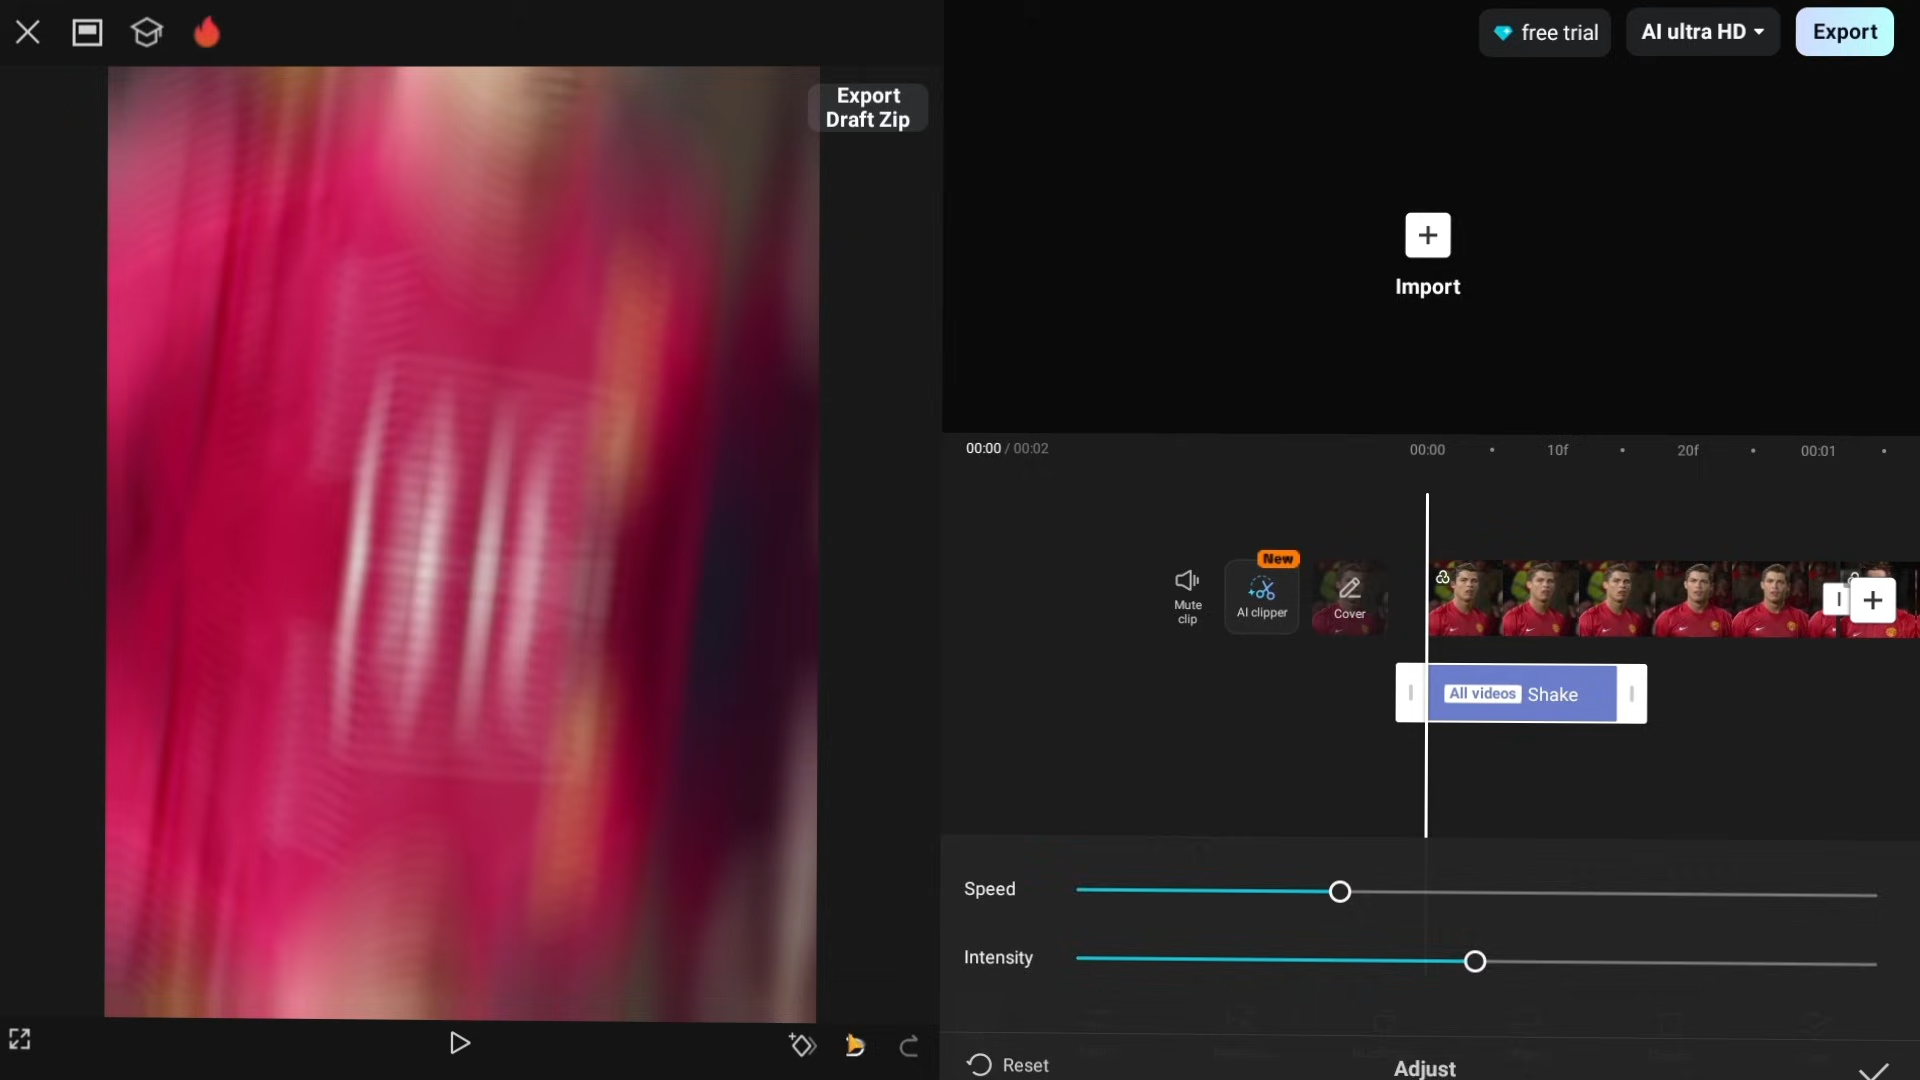 free trial
AI ultra HD
Export
Export
Draft Zip
Import
00:00 / 00:02
00:00
10f
20f
00:01
New
Mute
clip
AI clipper
Cover
All videos Shake
Speed
Intensity
Reset
Adjust